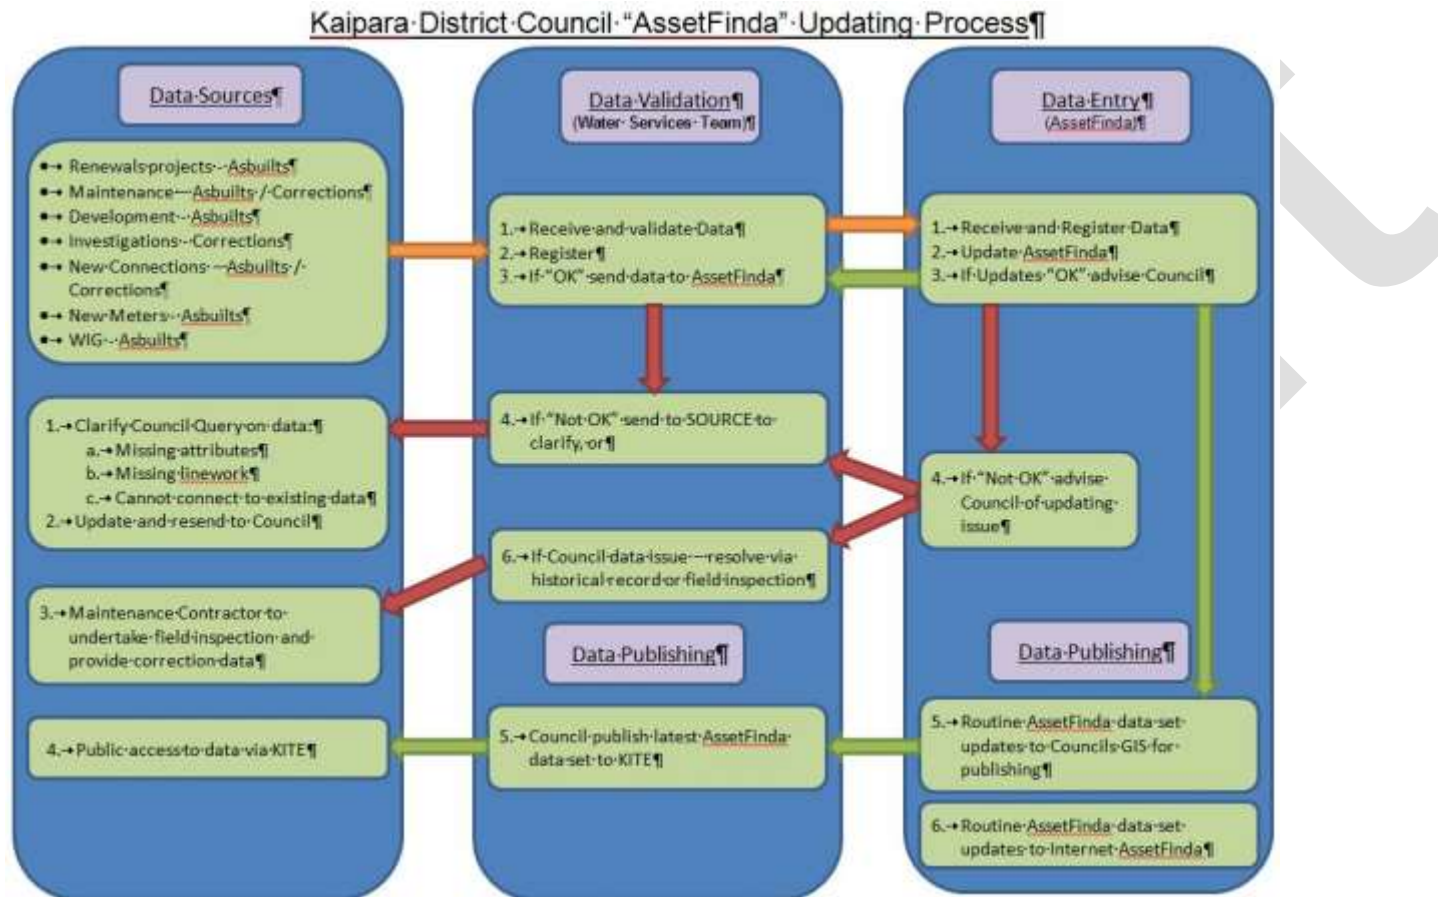 Kaipara·District·Council·“AssetFinda”·Updating·Process¶
Data·Sources¶
•→ Renewals·projects·-·Asbuilts¶
•→ Maintenance·–·Asbuilts·/·Corrections¶
•→ Development·-·Asbuilts¶
•→ Investigations·-·Corrections¶
•→ New·Connections·–·Asbuilts·/·
Corrections¶
•→ New·Meters·-·Asbuilts¶
•→ WIG·-·Asbuilts¶
1.→Clarify·Council·Query·on·data:¶
a.→Missing·attributes¶
b.→Missing·linework¶
c.→Cannot·connect·to·existing·data¶
2.→Update·and·resend·to·Council¶
3.→Maintenance·Contractor·to·
undertake·field·inspection·and·
provide·correction·data¶
4.→Public·access·to·data·via·KITE¶
Data·Validation¶
(Water·Services·Team)¶
1.→Receive·and·validate·Data¶
2.→Register¶
3.→If·“OK”·send·data·to·AssetFinda¶
4.→If·“Not·OK”·send·to·SOURCE·to·
clarify,·or¶
6.→If·Council·data·issue·–·resolve·via·
historical·record·or·field·inspection¶
Data·Publishing¶
5.→Council·publish·latest·AssetFinda·
data·set·to·KITE¶
Data·Entry¶
(AssetFinda)¶
1.→Receive·and·Register·Data¶
2.→Update·AssetFinda¶
3.→If·Updates·“OK”·advise·Council¶
4.→If·“Not·OK”·advise·
Council·of·updating·
issue¶
Data·Publishing¶
5.→Routine·AssetFinda·data·set·
updates·to·Councils·GIS·for·
publishing¶
6.→Routine·AssetFinda·data·set·
updates·to·Internet·AssetFinda¶